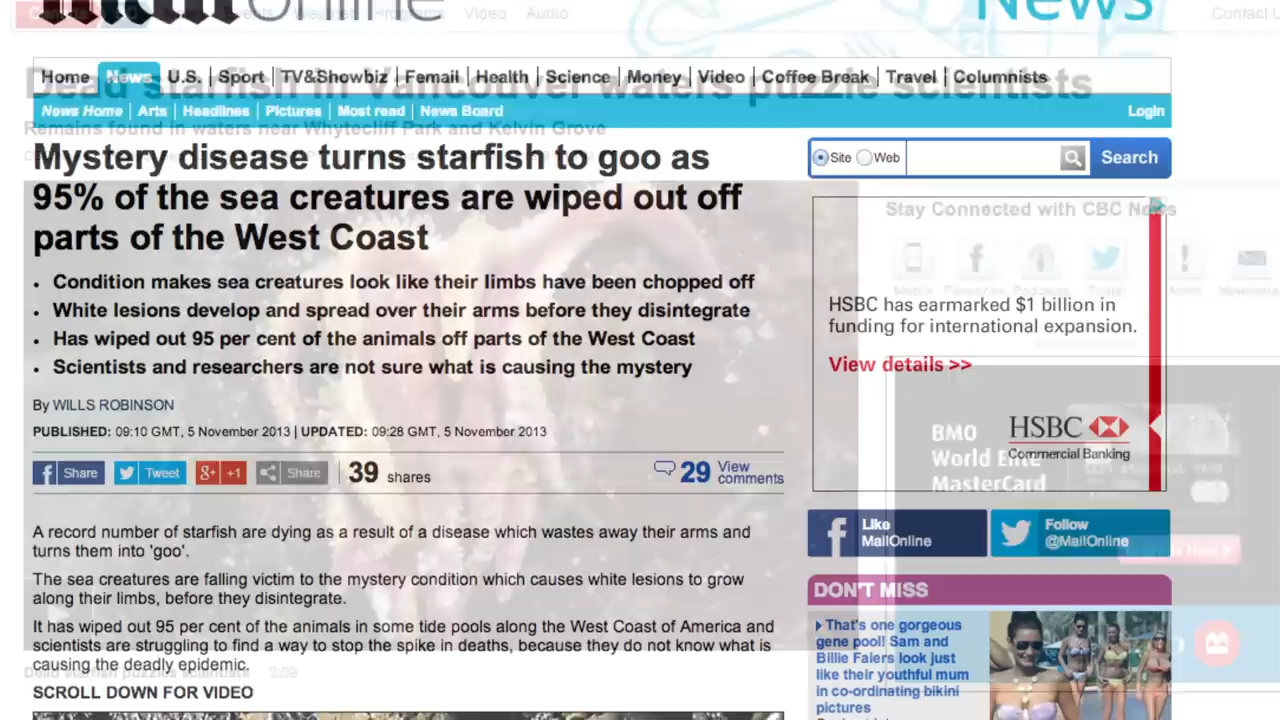 Mail Online
News
Video Audio
Contact
Home News U.S. Sport TV&Showbiz Femail Health Science Money Video Coffee Break Travel Columnists
Dead starfish in Vancouver waters puzzle scientists
News Home Arts Headlines Pictures Most read News Board Login
Remains found in waters near Whytecliff Park and Kelvin Grove
Mystery disease turns starfish to goo as
95% of the sea creatures are wiped out off
parts of the West Coast
Site Web Search
Stay Connected with CBC News
• Condition makes sea creatures look like their limbs have been chopped off
• White lesions develop and spread over their arms before they disintegrate
• Has wiped out 95 per cent of the animals off parts of the West Coast
• Scientists and researchers are not sure what is causing the mystery
HSBC has earmarked $1 billion in
funding for international expansion.
View details >>
HSBC
Commercial Banking
BMO
World Elite
MasterCard
By WILLS ROBINSON
PUBLISHED: 09:10 GMT, 5 November 2013 | UPDATED: 09:28 GMT, 5 November 2013
Share Tweet +1 Share 39 shares 29 View comments
Like
MailOnline
Follow
@MailOnline
A record number of starfish are dying as a result of a disease which wastes away their arms and
turns them into 'goo'.
The sea creatures are falling victim to the mystery condition which causes white lesions to grow
along their limbs, before they disintegrate.
It has wiped out 95 per cent of the animals in some tide pools along the West Coast of America and
scientists are struggling to find a way to stop the spike in deaths, because they do not know what is
causing the deadly epidemic.
Dead starfish puzzles scientists 3:09
SCROLL DOWN FOR VIDEO
DON'T MISS
That's one gorgeous
gene pool! Sam and
Billie Faiers look just
like their youthful mum
in co-ordinating bikini
pictures